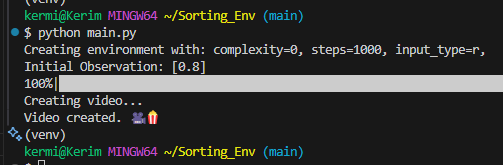 (venv)
kermi@Kerim MINGW64 ~/Sorting_Env (main)
$ python main.py
Creating environment with: complexity=0, steps=1000, input_type=r,
Initial Observation: [0.8]
100%|
Creating video...
Video created. 🎥🍿
(venv)
kermi@Kerim MINGW64 ~/Sorting_Env (main)